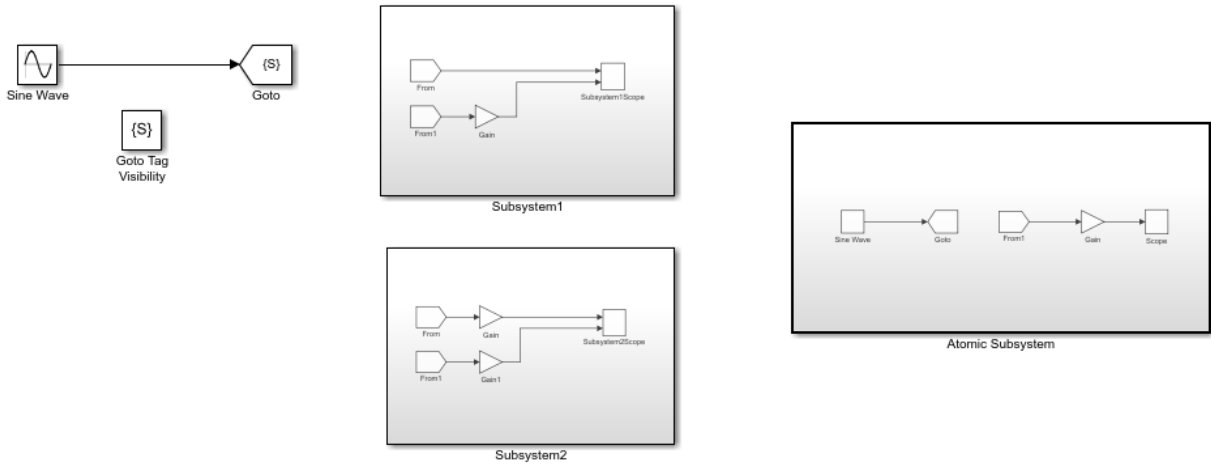 {S}
Sine Wave
Goto
{S}
Goto Tag
Visibility
From
Subsystem1Scope
From1
Gain
Subsystem1
From
Gain
Subsystem2Scope
From1
Gain1
Subsystem2
Sine Wave
Goto
From1
Gain
Scope
Atomic Subsystem